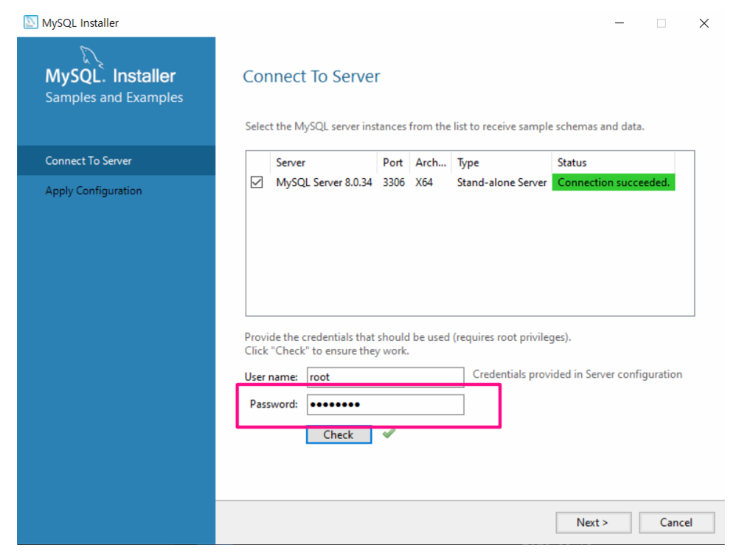 MySQL Installer
MySQL. Installer
Samples and Examples
Connect To Server
Apply Configuration
Connect To Server
Select the MySQL server instances from the list to receive sample schemas and data.
Server Port Arch... Type Status
MySQL Server 8.0.34 3306 X64 Stand-alone Server Connection succeeded.
Provide the credentials that should be used (requires root privileges).
Click "Check" to ensure they work.
User name: root Credentials provided in Server configuration
Password: ●●●●●●●●
Check
Next > Cancel